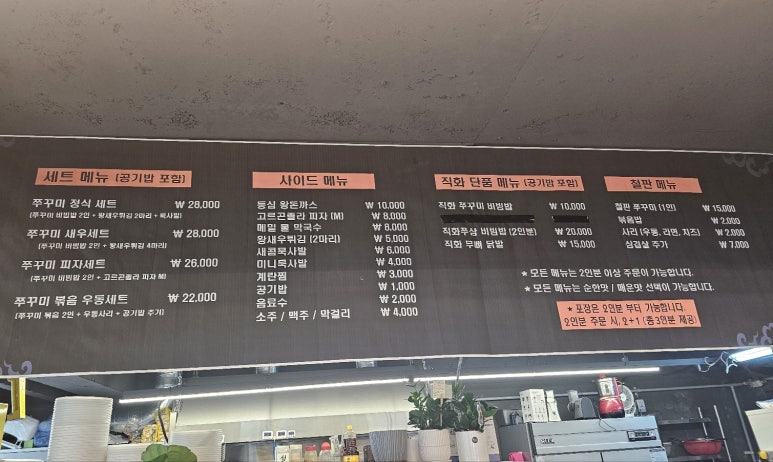 세트 메뉴 (공기밥 포함)
쭈꾸미 정식 세트 ₩ 28,000
(쭈꾸미 비빔밥 2인 + 왕새우튀김 2마리 + 묵사발)
쭈꾸미 새우세트 ₩ 28,000
(쭈꾸미 비빔밥 2인 + 왕새우튀김 4마리)
쭈꾸미 피자세트 ₩ 26,000
(쭈꾸미 비빔밥 2인 + 고르곤졸라 피자 M)
쭈꾸미 볶음 우동세트 ₩ 22,000
(쭈꾸미 볶음 2인 + 우동사리 + 공기밥 추가)
사이드 메뉴
등심 왕돈까스 ₩ 10,000
고르곤졸라 피자 (M) ₩ 8,000
메밀 물 막국수 ₩ 8,000
왕새우튀김 (2마리) ₩ 5,000
새콤묵사발 ₩ 6,000
미니묵사발 ₩ 4,000
계란찜 ₩ 3,000
공기밥 ₩ 1,000
음료수 ₩ 2,000
소주 / 맥주 / 막걸리 ₩ 4,000
직화 단품 메뉴 (공기밥 포함)
직화 쭈꾸미 비빔밥 ₩ 10,000
직화쭈삼 비빔밥 (2인분) ₩ 20,000
직화 무뼈 닭발 ₩ 15,000
철판 메뉴
철판 쭈꾸미 (1인) ₩ 15,000
볶음밥 ₩ 2,000
사리 (우동, 라면, 치즈) ₩ 2,000
삼겹살 추가 ₩ 7,000
* 모든 메뉴는 2인분 이상 주문이 가능합니다.
* 모든 메뉴는 순한맛 / 매운맛 선택이 가능합니다.
* 포장은 2인분 부터 가능합니다.
2인분 주문 시, 2+1 (총3인분 제공)